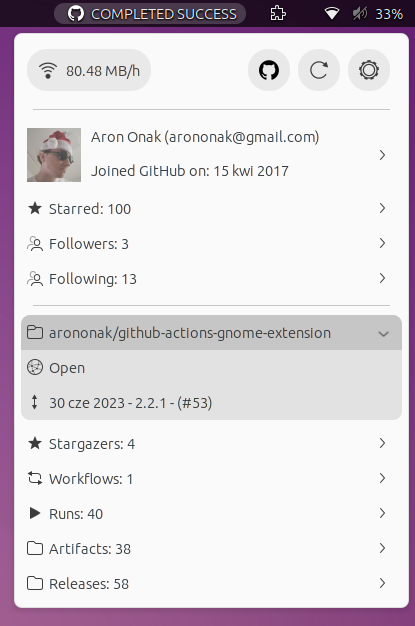 COMPLETED SUCCESS
33%
80.48 MB/h
Aron Onak (arononak@gmail.com)
Joined GitHub on: 15 kwi 2017
Starred: 100
Followers: 3
Following: 13
arononak/github-actions-gnome-extension
Open
30 cze 2023 - 2.2.1 - (#53)
Stargazers: 4
Workflows: 1
Runs: 40
Artifacts: 38
Releases: 58